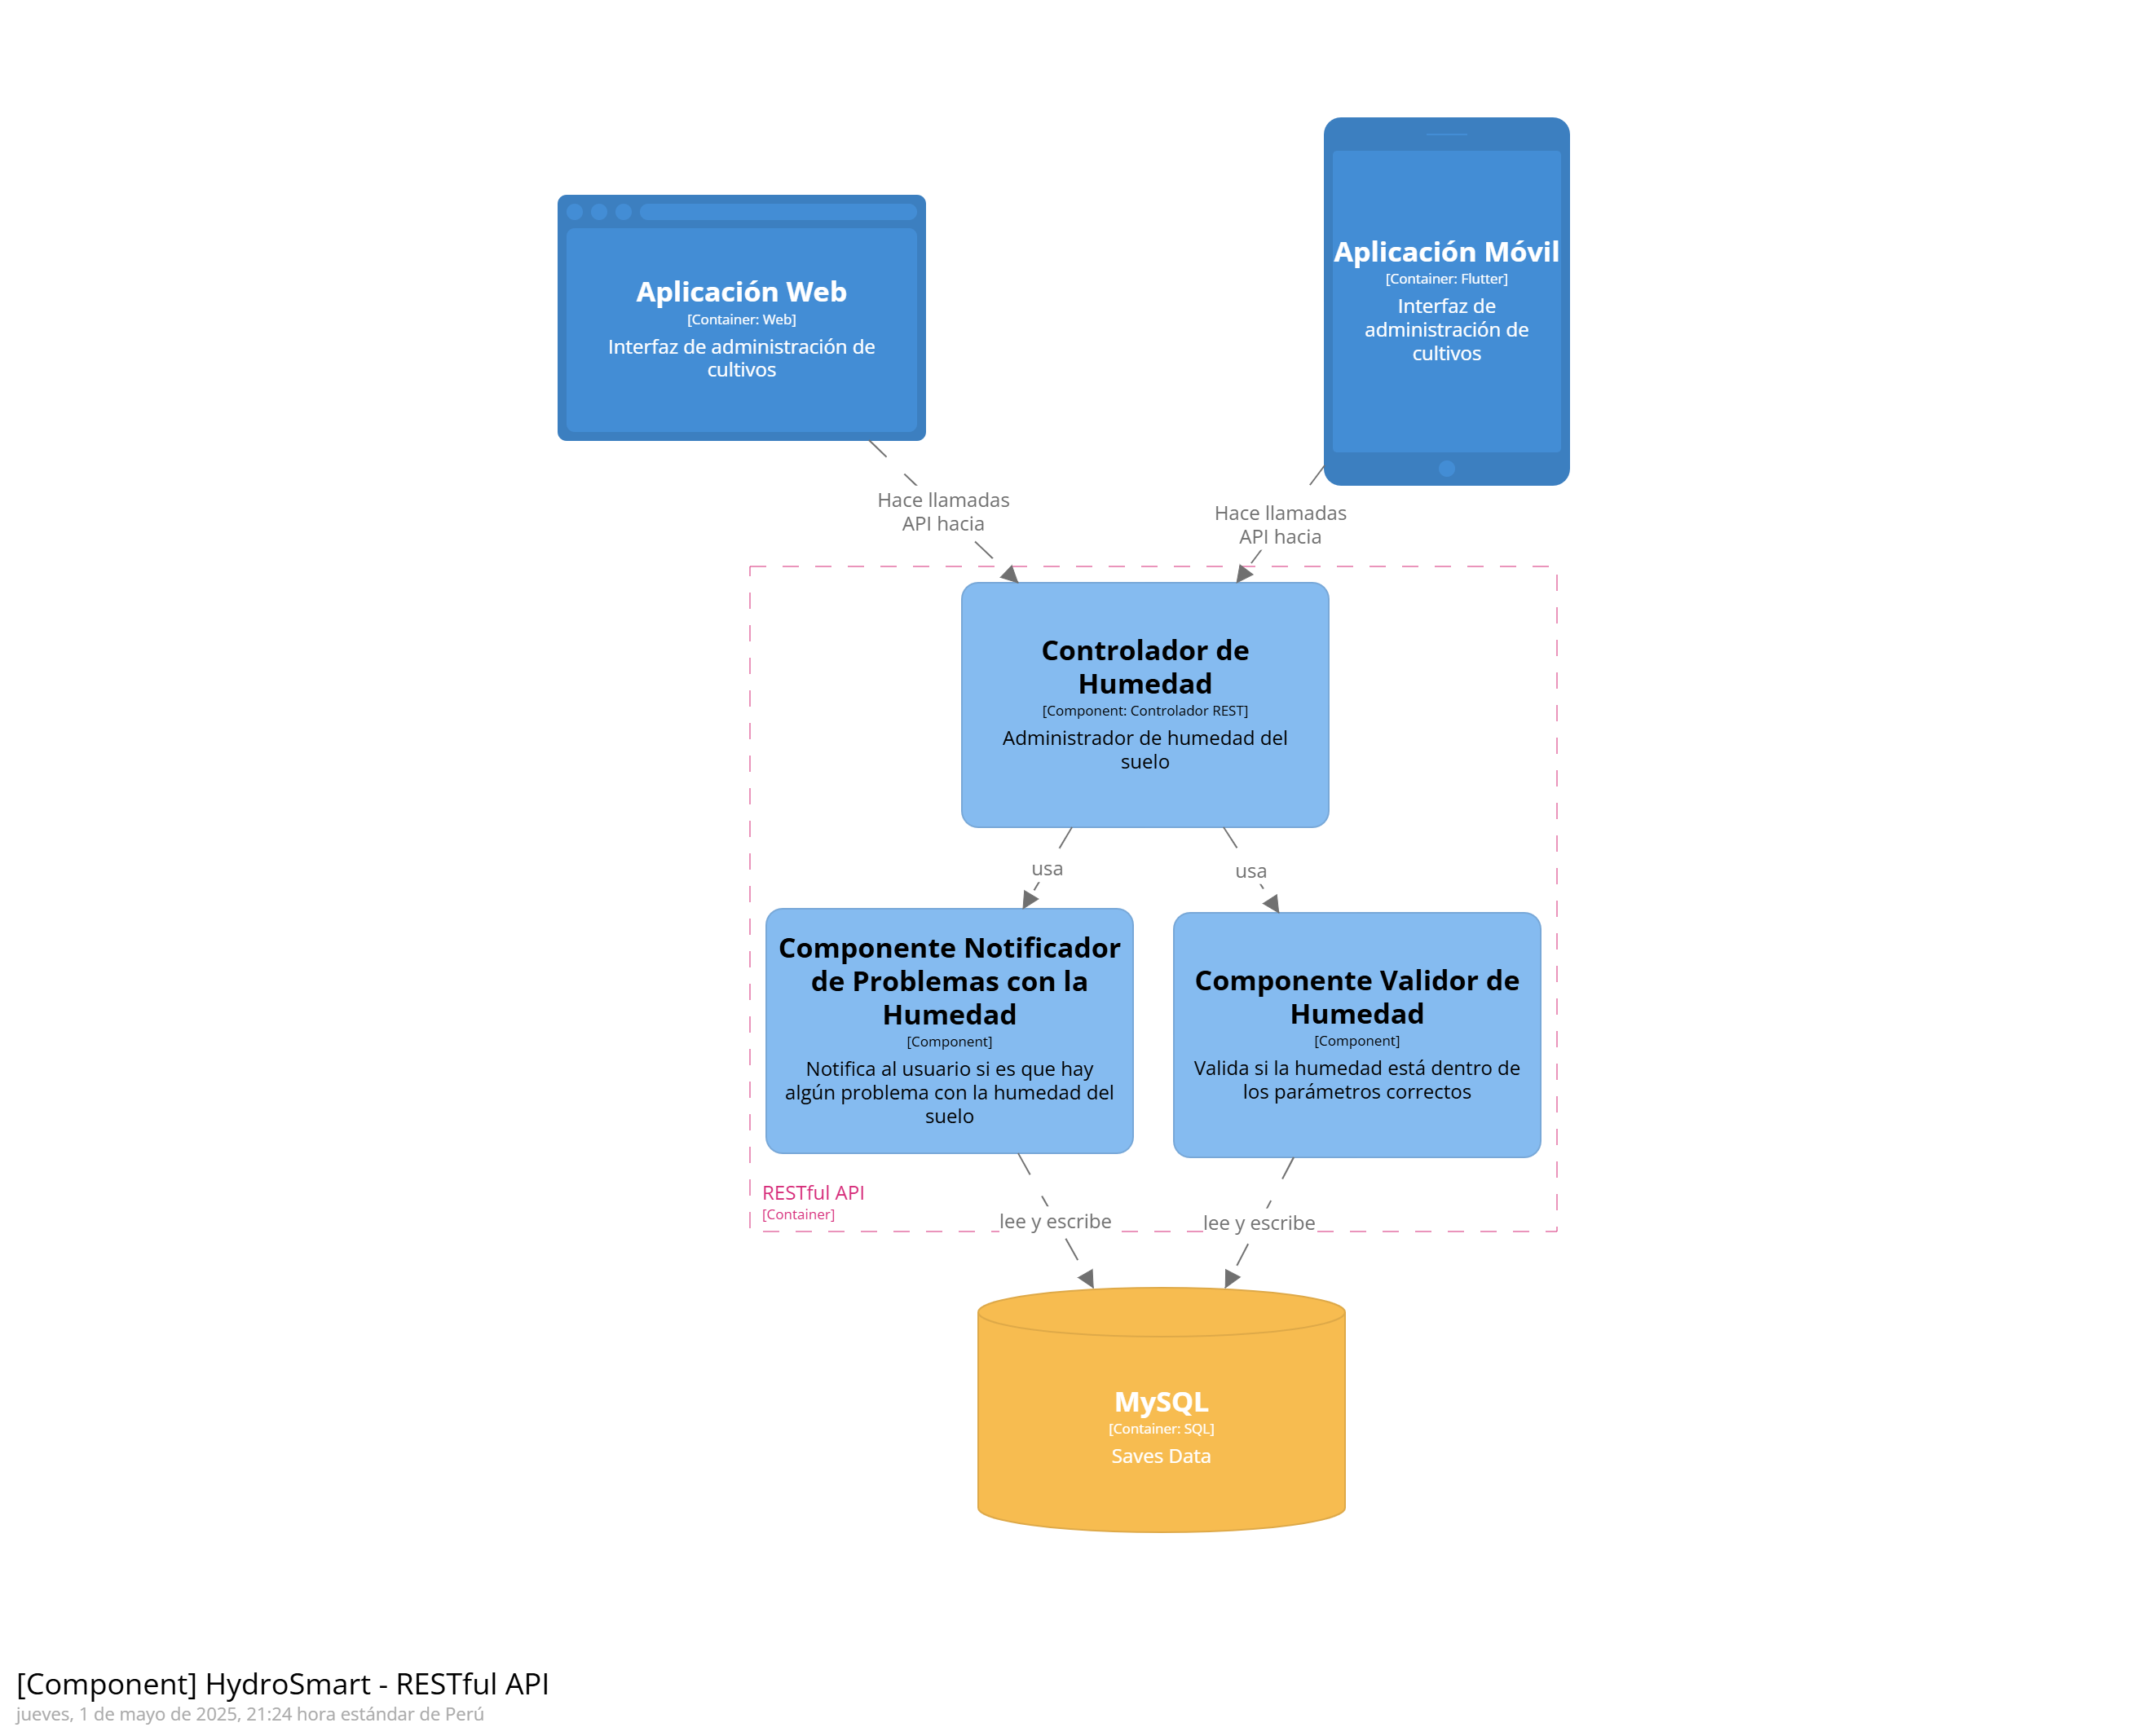 Aplicación Web
[Container: Web]
Interfaz de administración de
cultivos
Aplicación Móvil
[Container: Flutter]
Interfaz de
administración de
cultivos
Hace llamadas
API hacia
Hace llamadas
API hacia
Controlador de
Humedad
[Component: Controlador REST]
Administrador de humedad del
suelo
usa
usa
Componente Notificador
de Problemas con la
Humedad
[Component]
Notifica al usuario si es que hay
algún problema con la humedad del
suelo
Componente Validor de
Humedad
[Component]
Valida si la humedad está dentro de
los parámetros correctos
RESTful API
[Container]
lee y escribe
lee y escribe
MySQL
[Container: SQL]
Saves Data
[Component] HydroSmart - RESTful API
jueves, 1 de mayo de 2025, 21:24 hora estándar de Perú